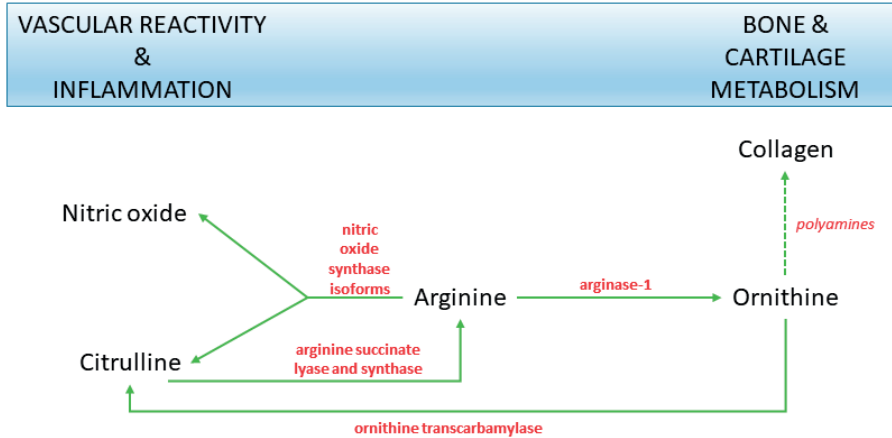 VASCULAR REACTIVITY
&
INFLAMMATION
BONE &
CARTILAGE
METABOLISM
Collagen
Nitric oxide
polyamines
nitric
oxide
synthase
isoforms
Arginine
arginase-1
Ornithine
Citrulline
arginine succinate
lyase and synthase
ornithine transcarbamylase